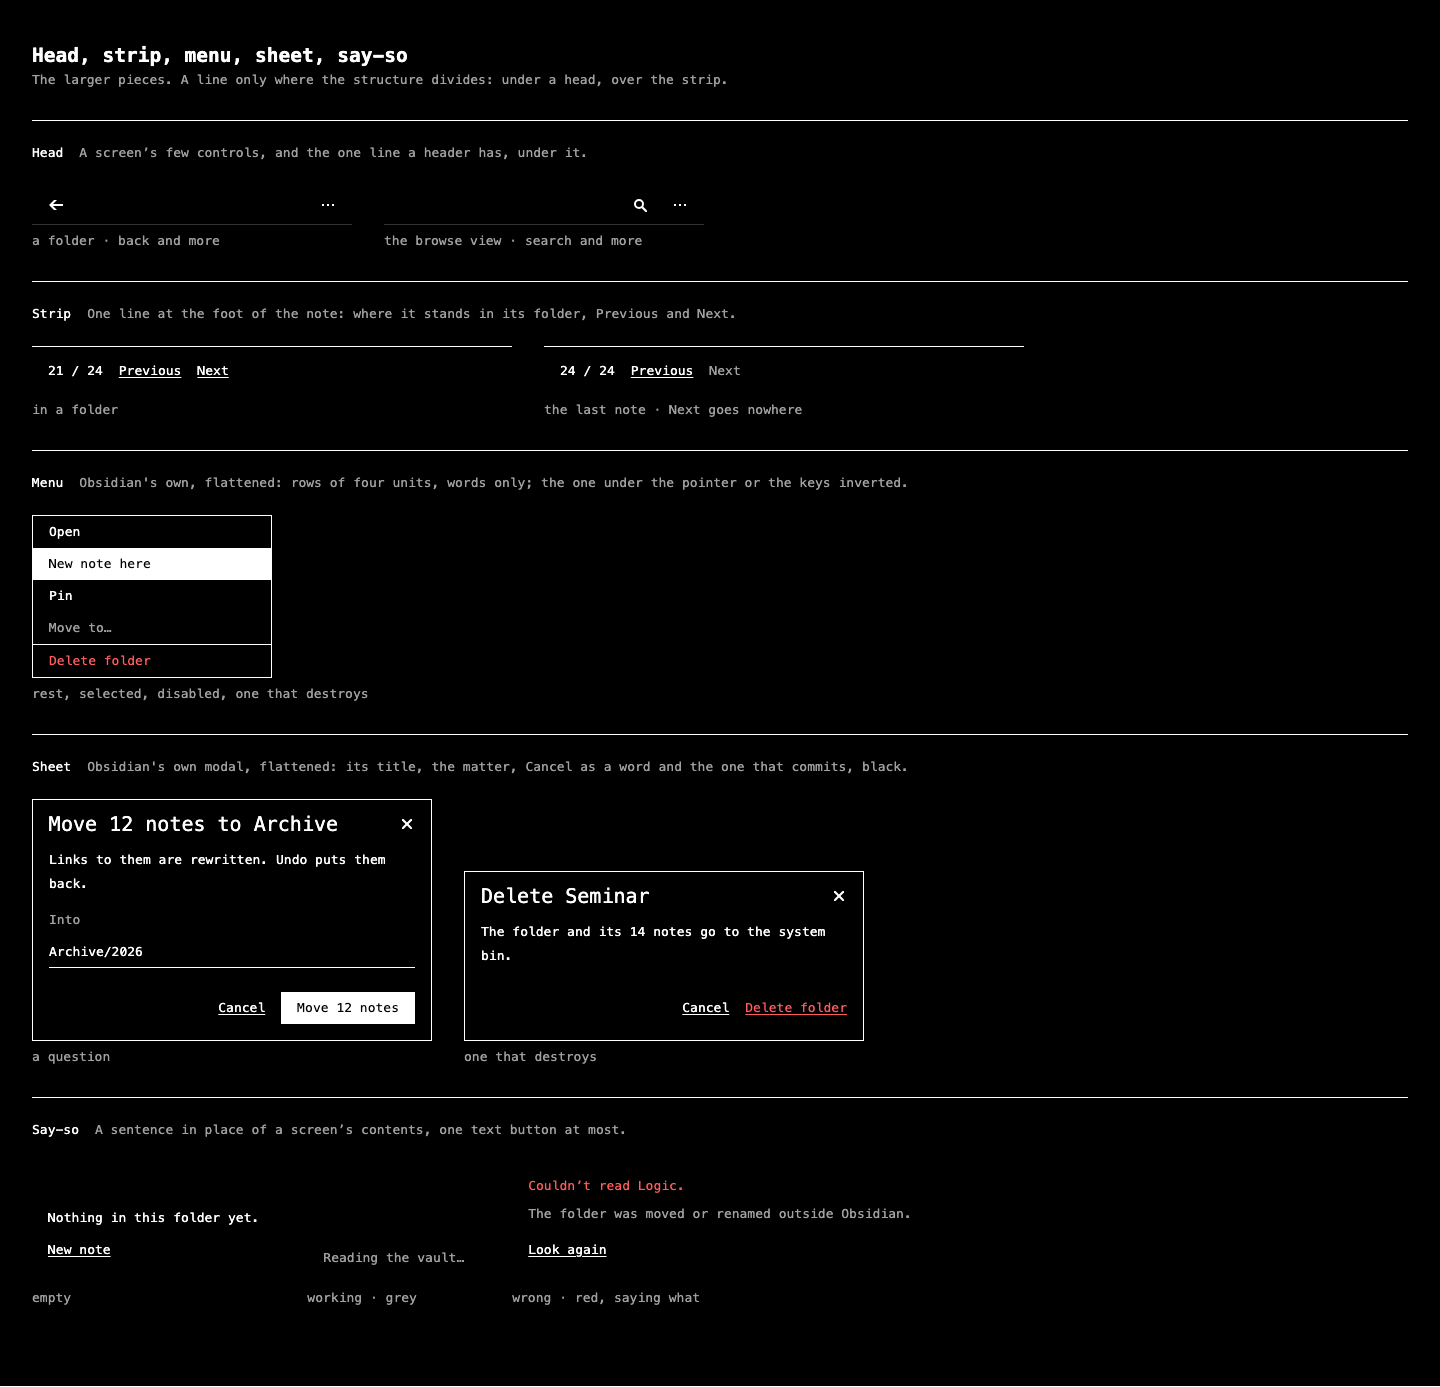 Head, strip, menu, sheet, say-so
The larger pieces. A line only where the structure divides: under a head, over the strip.
Head  A screen’s few controls, and the one line a header has, under it.
a folder · back and more
the browse view · search and more
Strip  One line at the foot of the note: where it stands in its folder, Previous and Next.
21 / 24  Previous  Next
24 / 24  Previous  Next
in a folder
the last note · Next goes nowhere
Menu  Obsidian's own, flattened: rows of four units, words only; the one under the pointer or the keys inverted.
Open
New note here
Pin
Move to…
Delete folder
rest, selected, disabled, one that destroys
Sheet  Obsidian's own modal, flattened: its title, the matter, Cancel as a word and the one that commits, black.
Move 12 notes to Archive
Links to them are rewritten. Undo puts them
back.
Into
Archive/2026
Cancel  Move 12 notes
a question
Delete Seminar
The folder and its 14 notes go to the system
bin.
Cancel  Delete folder
one that destroys
Say-so  A sentence in place of a screen’s contents, one text button at most.
Nothing in this folder yet.
New note
empty
Reading the vault…
working · grey
Couldn’t read Logic.
The folder was moved or renamed outside Obsidian.
Look again
wrong · red, saying what